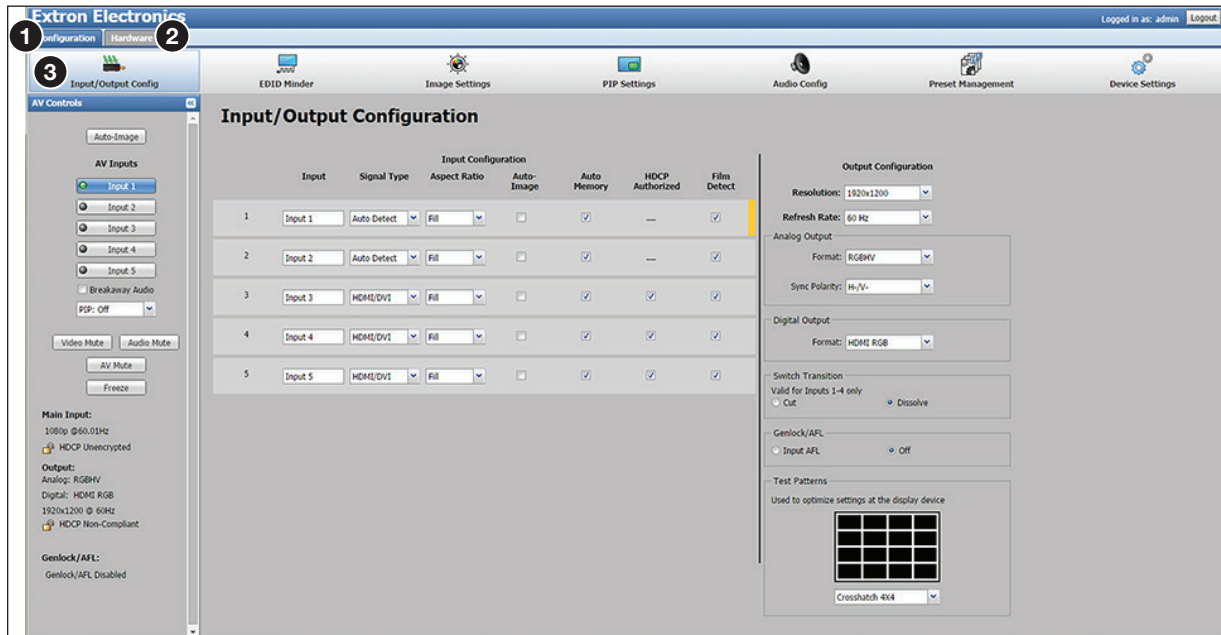 Extron Electronics
Logged in as: admin Logout
1 onfiguration Hardware 2
3 Input/Output Config
EDID Minder
Image Settings
PIP Settings
Audio Config
Preset Management
Device Settings
AV Controls
Auto-Image
AV Inputs
Input 1
Input 2
Input 3
Input 4
Input 5
Breakaway Audio
PIP: Off
Video Mute Audio Mute
AV Mute
Freeze
Main Input:
1080p @60.01Hz
HDCP Unencrypted
Output:
Analog: RGBHV
Digital: HDMI RGB
1920x1200 @ 60Hz
HDCP Non-Compliant
Genlock/AFL:
Genlock/AFL Disabled
Input/Output Configuration
Input Configuration
Input Signal Type Aspect Ratio Auto-Image Auto Memory HDCP Authorized Film Detect
1 Input 1 Auto Detect Fill —
2 Input 2 Auto Detect Fill —
3 Input 3 HDMI/DVI Fill
4 Input 4 HDMI/DVI Fill
5 Input 5 HDMI/DVI Fill
Output Configuration
Resolution: 1920x1200
Refresh Rate: 60 Hz
Analog Output
Format: RGBHV
Sync Polarity: H-/V-
Digital Output
Format: HDMI RGB
Switch Transition
Valid for Inputs 1-4 only
Cut Dissolve
Genlock/AFL
Input AFL Off
Test Patterns
Used to optimize settings at the display device
Crosshatch 4X4